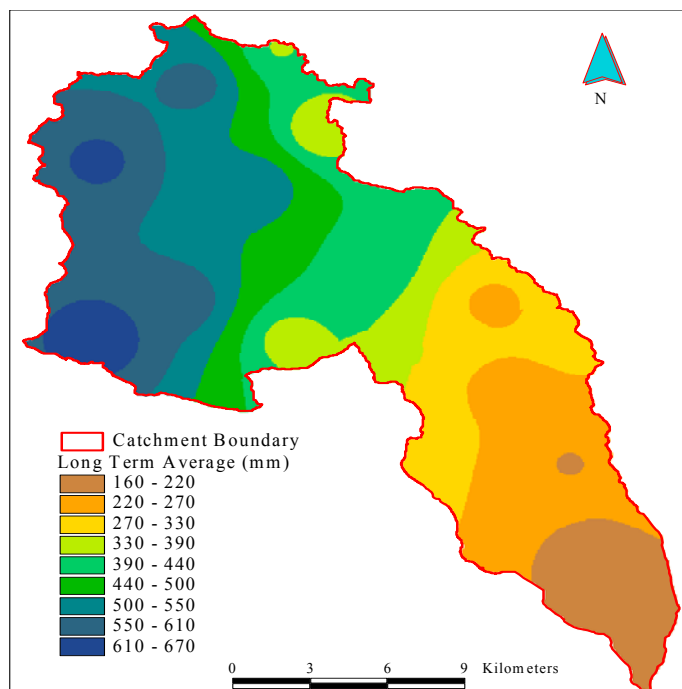 N
Catchment Boundary
Long Term Average (mm)
160 - 220
220 - 270
270 - 330
330 - 390
390 - 440
440 - 500
500 - 550
550 - 610
610 - 670
0 3 6 9 Kilometers